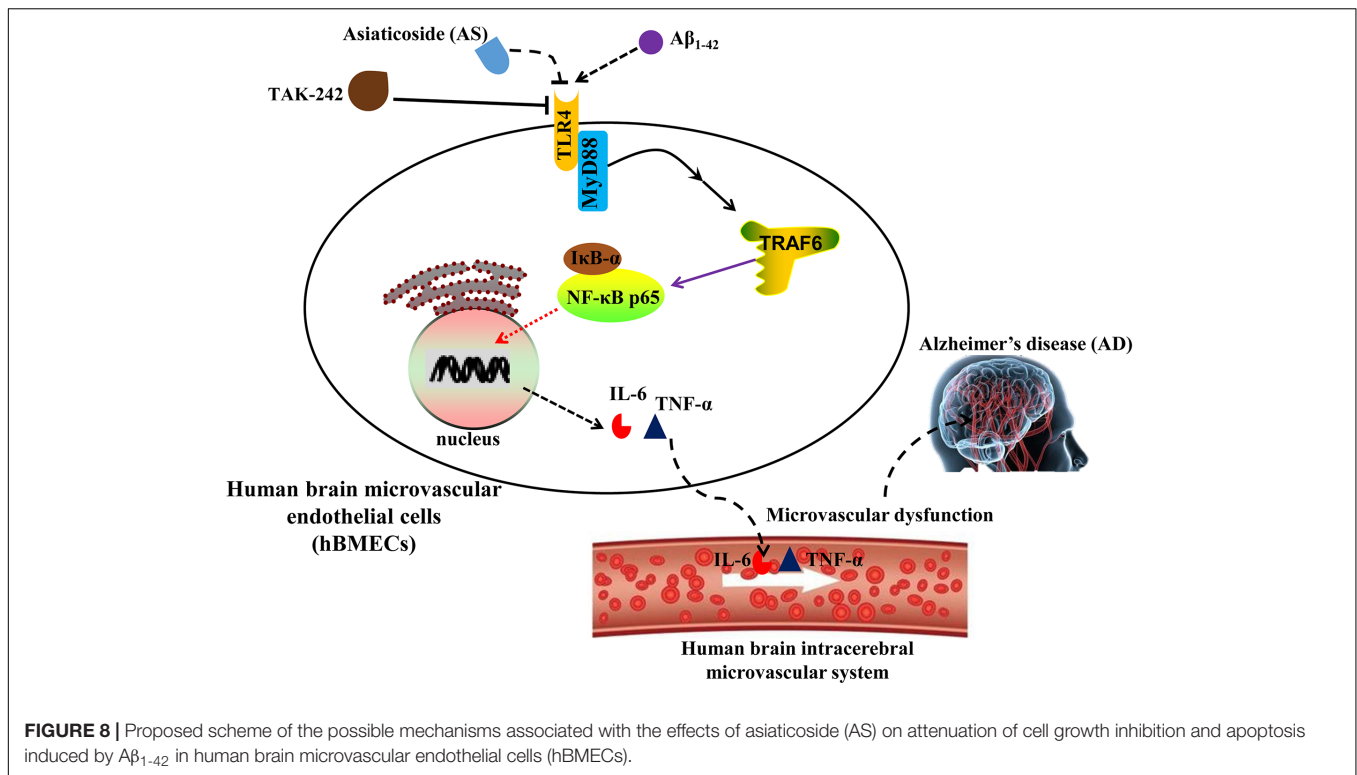 Asiaticoside (AS)
Aβ1-42
TAK-242
TLR4
MyD88
TRAF6
IκB-α
NF-κB p65
Alzheimer's disease (AD)
IL-6
TNF-α
nucleus
Human brain microvascular
endothelial cells
(hBMECs)
Microvascular dysfunction
IL-6
TNF-α
Human brain intracerebral
microvascular system
FIGURE 8 | Proposed scheme of the possible mechanisms associated with the effects of asiaticoside (AS) on attenuation of cell growth inhibition and apoptosis
induced by Aβ1-42 in human brain microvascular endothelial cells (hBMECs).